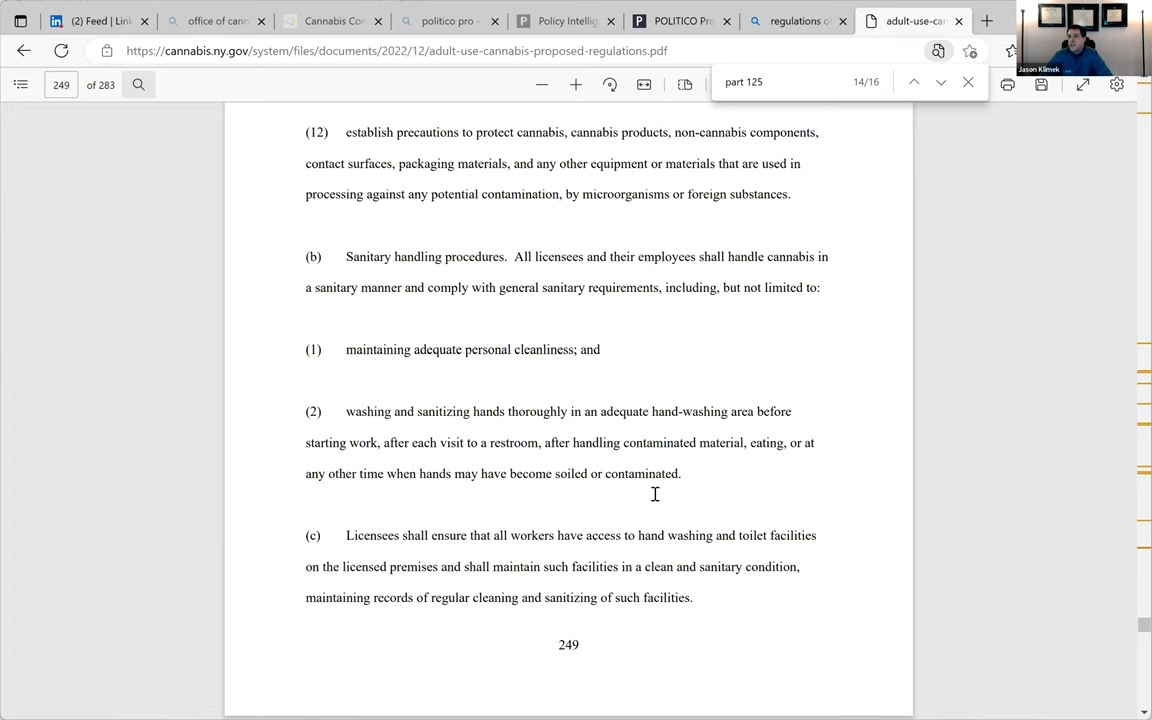 (2) Feed | Link
office of cann
Cannabis Con
politico pro -
Policy Intellig
POLITICO Pro
regulations o
adult-use-can
https://cannabis.ny.gov/system/files/documents/2022/12/adult-use-cannabis-proposed-regulations.pdf
Jason Klimek
249 of 283
part 125 14/16
(12) establish precautions to protect cannabis, cannabis products, non-cannabis components,
contact surfaces, packaging materials, and any other equipment or materials that are used in
processing against any potential contamination, by microorganisms or foreign substances.
(b) Sanitary handling procedures. All licensees and their employees shall handle cannabis in
a sanitary manner and comply with general sanitary requirements, including, but not limited to:
(1) maintaining adequate personal cleanliness; and
(2) washing and sanitizing hands thoroughly in an adequate hand-washing area before
starting work, after each visit to a restroom, after handling contaminated material, eating, or at
any other time when hands may have become soiled or contaminated.
(c) Licensees shall ensure that all workers have access to hand washing and toilet facilities
on the licensed premises and shall maintain such facilities in a clean and sanitary condition,
maintaining records of regular cleaning and sanitizing of such facilities.
249